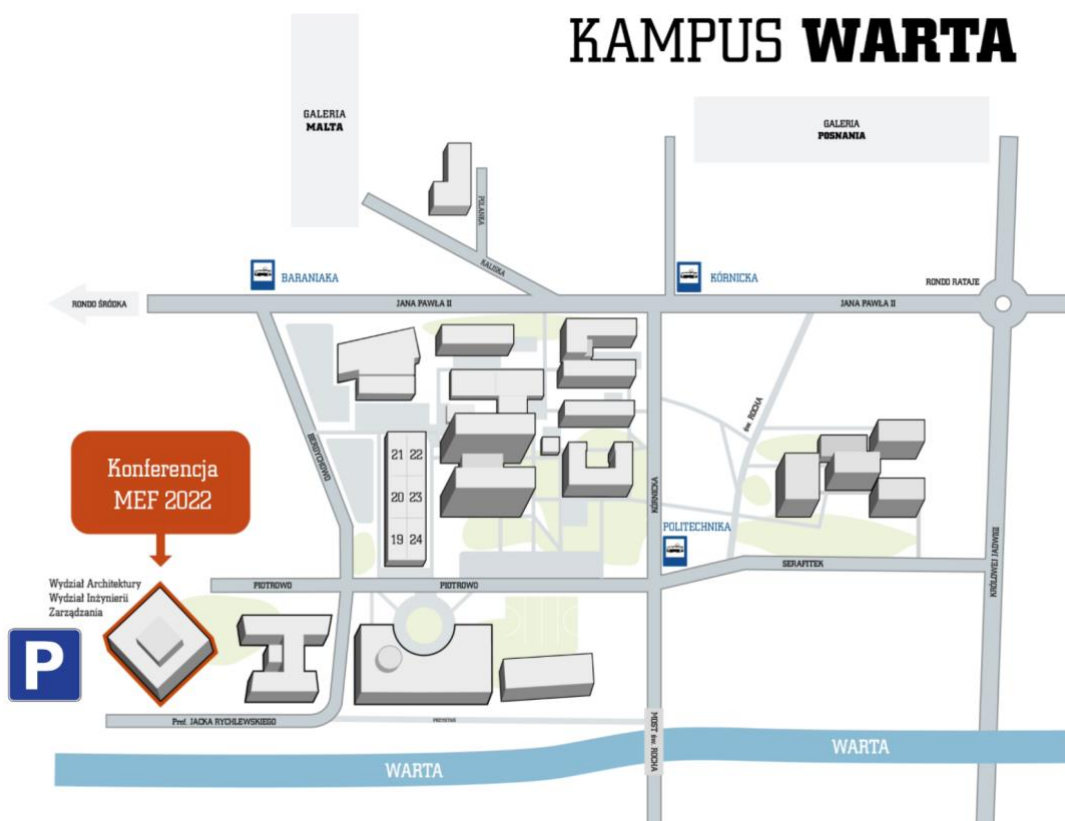 KAMPUS WARTA
GALERIA
MALTA
GALERIA
POSNANIA
PILANKA
KALISKA
BARANIAKA
KÓRNICKA
RONDO RATAJE
RONDO ŚRÓDKA
JANA PAWŁA II
JANA PAWŁA II
BERDYCHOWO
św. ROCHA
21 22
20 23
19 24
KÓRNICKA
Konferencja
MEF 2022
POLITECHNIKA
SERAFITEK
KRÓLOWEJ JADWIGI
Wydział Architektury
Wydział Inżynierii
Zarządzania
PIOTROWO
PIOTROWO
P
Prof. JACKA RYCHLEWSKIEGO
PRZYSTAŃ
MOST św. ROCHA
WARTA
WARTA